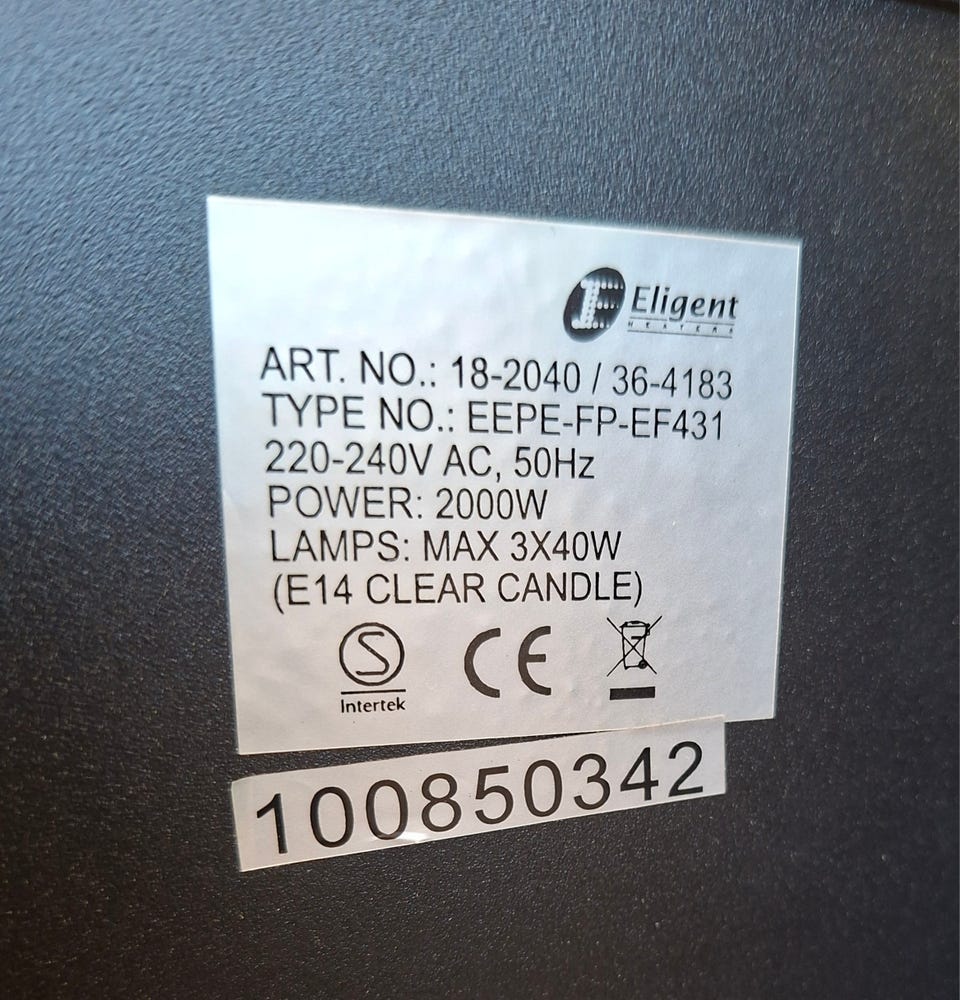 Eligent
HEATERS
ART. NO.: 18-2040 / 36-4183
TYPE NO.: EEPE-FP-EF431
220-240V AC, 50Hz
POWER: 2000W
LAMPS: MAX 3X40W
(E14 CLEAR CANDLE)
S CE
Intertek
100850342